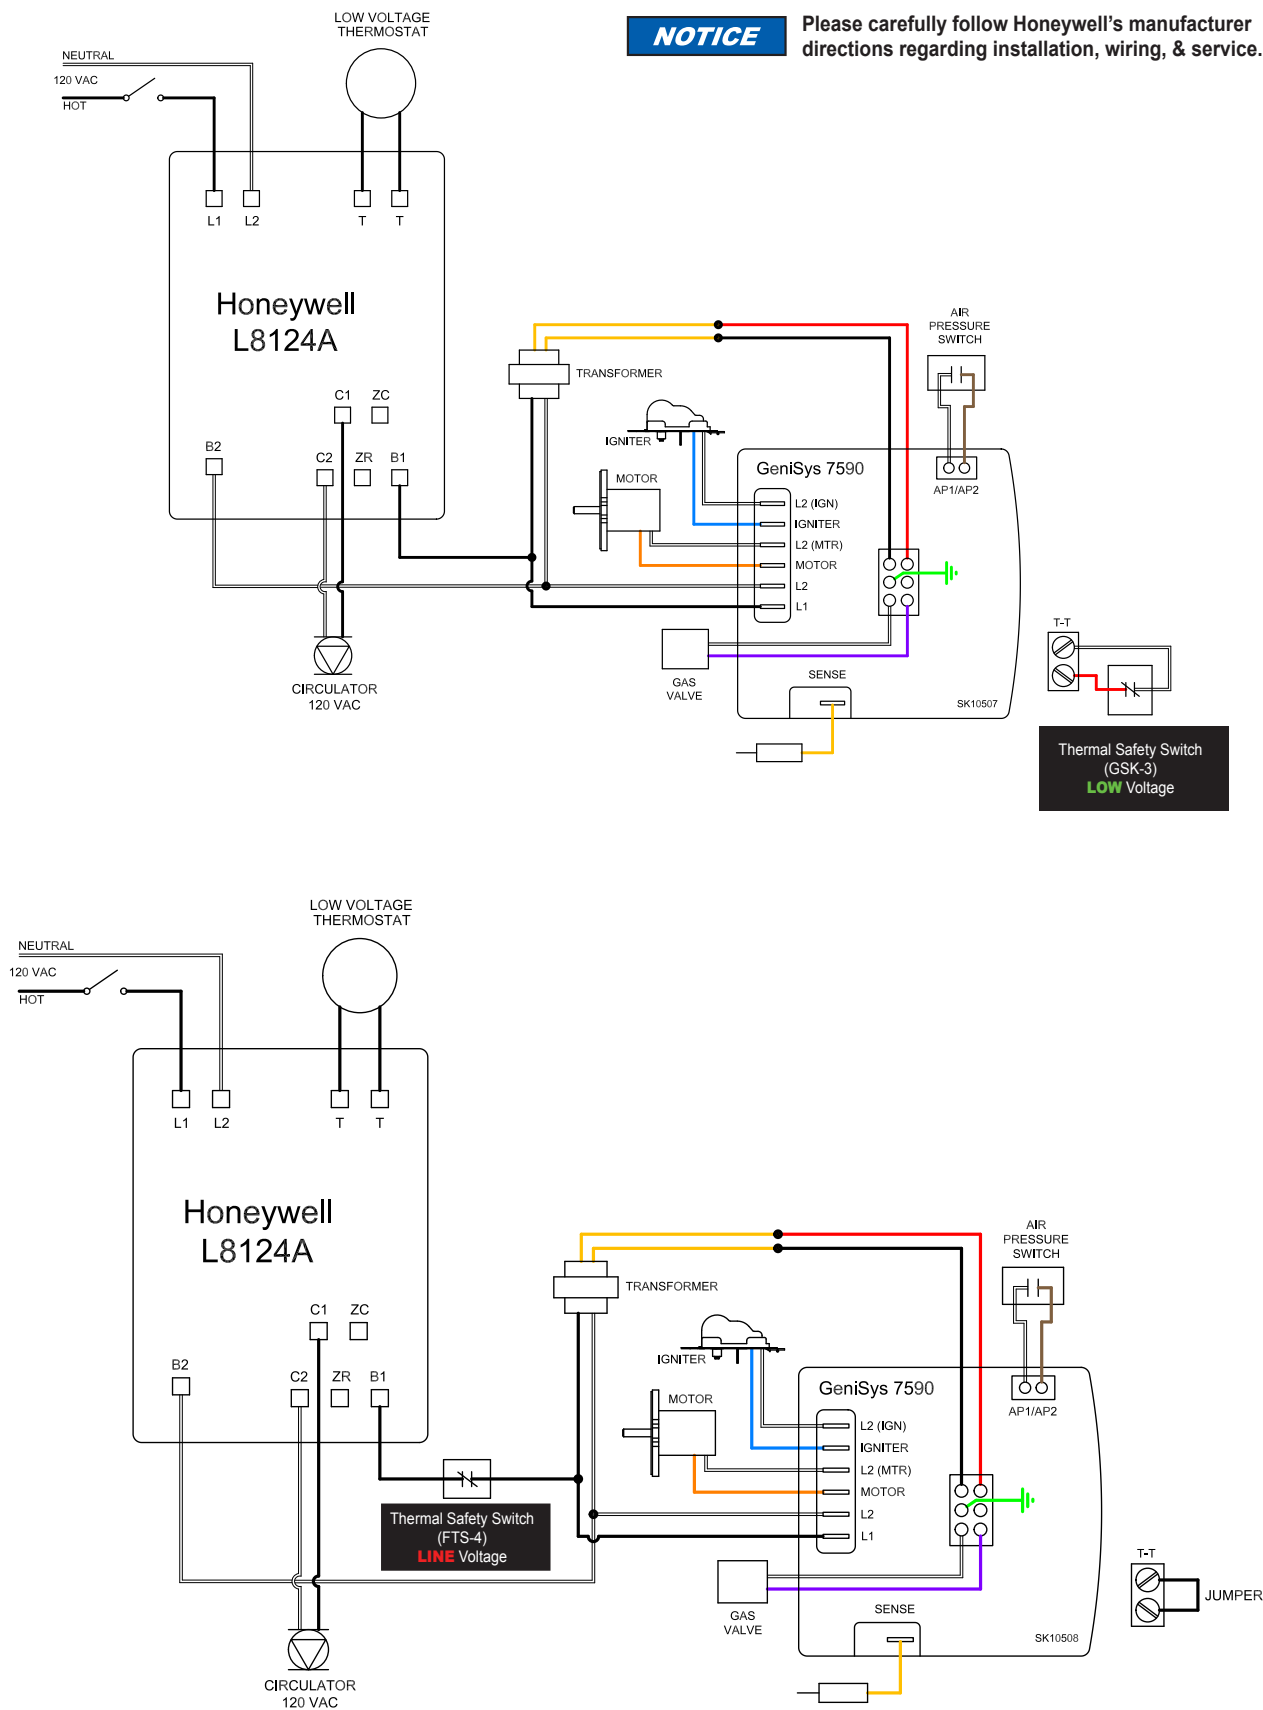 NOTICE
Please carefully follow Honeywell's manufacturer
directions regarding installation, wiring, & service.
LOW VOLTAGE
THERMOSTAT
NEUTRAL
120 VAC
HOT
L1
L2
T
T
Honeywell
L8124A
C1
ZC
B2
C2
ZR
B1
CIRCULATOR
120 VAC
TRANSFORMER
IGNITER
MOTOR
GAS
VALVE
AIR
PRESSURE
SWITCH
GeniSys 7590
AP1/AP2
L2 (IGN)
IGNITER
L2 (MTR)
MOTOR
L2
L1
SENSE
SK10507
T-T
Thermal Safety Switch
(GSK-3)
LOW Voltage
LOW VOLTAGE
THERMOSTAT
NEUTRAL
120 VAC
HOT
L1
L2
T
T
Honeywell
L8124A
C1
ZC
B2
C2
ZR
B1
Thermal Safety Switch
(FTS-4)
LINE Voltage
CIRCULATOR
120 VAC
TRANSFORMER
IGNITER
MOTOR
GAS
VALVE
AIR
PRESSURE
SWITCH
GeniSys 7590
AP1/AP2
L2 (IGN)
IGNITER
L2 (MTR)
MOTOR
L2
L1
SENSE
SK10508
T-T
JUMPER